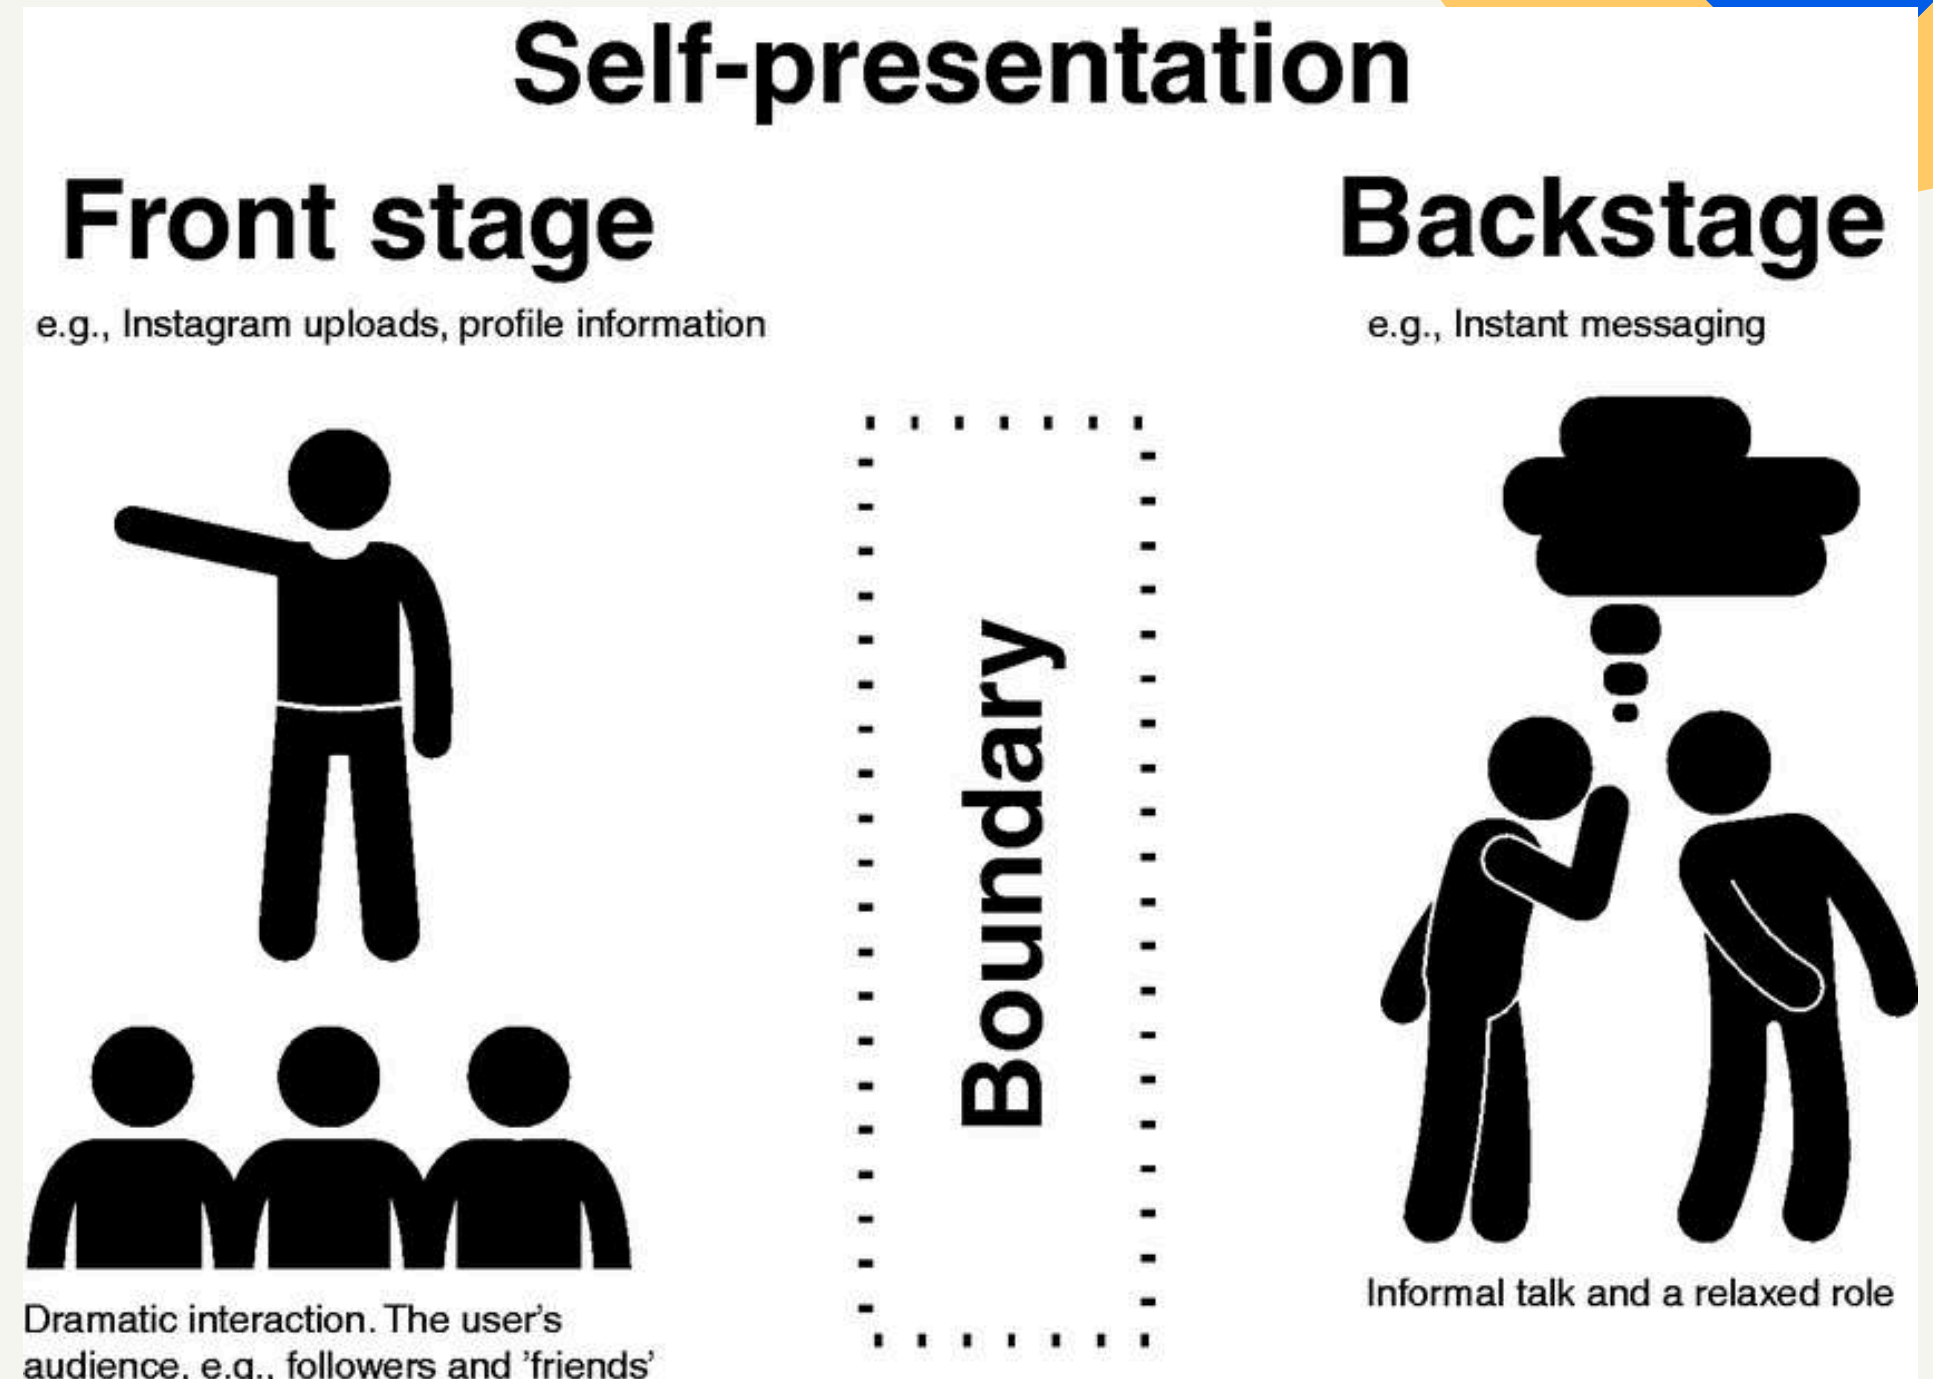 Self-presentation
Front stage
e.g., Instagram uploads, profile information
Backstage
e.g., Instant messaging
Boundary
Dramatic interaction. The user's
audience, e.g., followers and 'friends'
Informal talk and a relaxed role